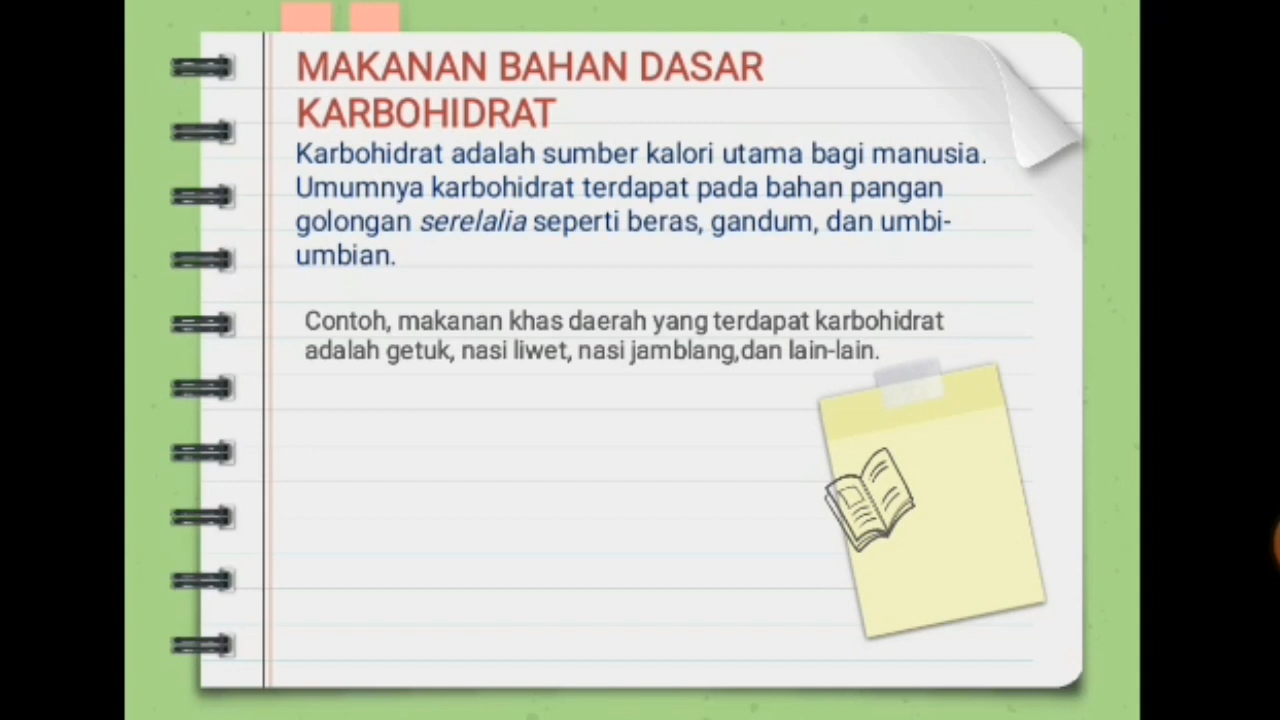 MAKANAN BAHAN DASAR
KARBOHIDRAT
Karbohidrat adalah sumber kalori utama bagi manusia.
Umumnya karbohidrat terdapat pada bahan pangan
golongan serelalia seperti beras, gandum, dan umbi-
umbian.
Contoh, makanan khas daerah yang terdapat karbohidrat
adalah getuk, nasi liwet, nasi jamblang,dan lain-lain.